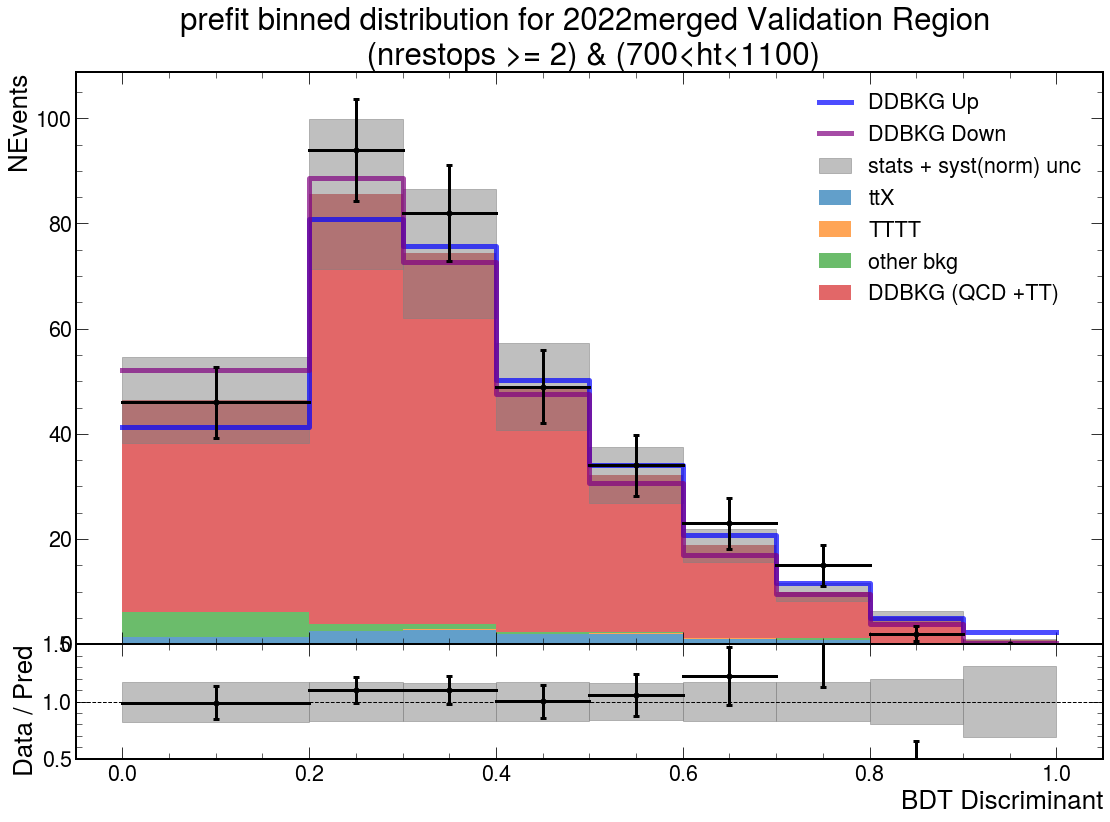 prefit binned distribution for 2022merged Validation Region
(nrestops >= 2) & (700<ht<1100)
NEvents
100
80
60
40
20
0
DDBKG Up
DDBKG Down
stats + syst(norm) unc
ttX
TTTT
other bkg
DDBKG (QCD +TT)
Data / Pred
1.5
1.0
0.5
0.0
0.2
0.4
0.6
0.8
1.0
BDT Discriminant